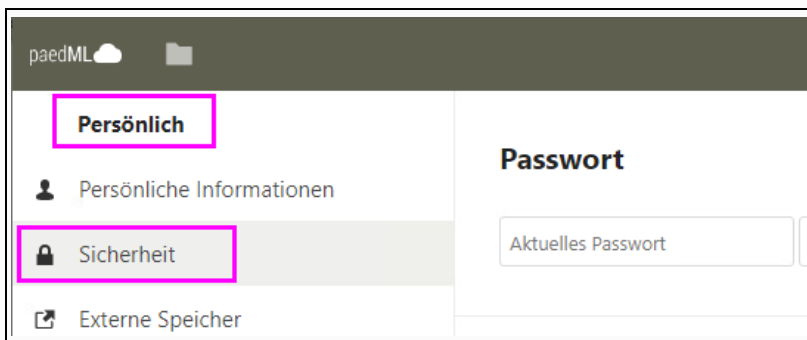 paedML
Persönlich
Persönliche Informationen
Sicherheit
Externe Speicher
Passwort
Aktuelles Passwort